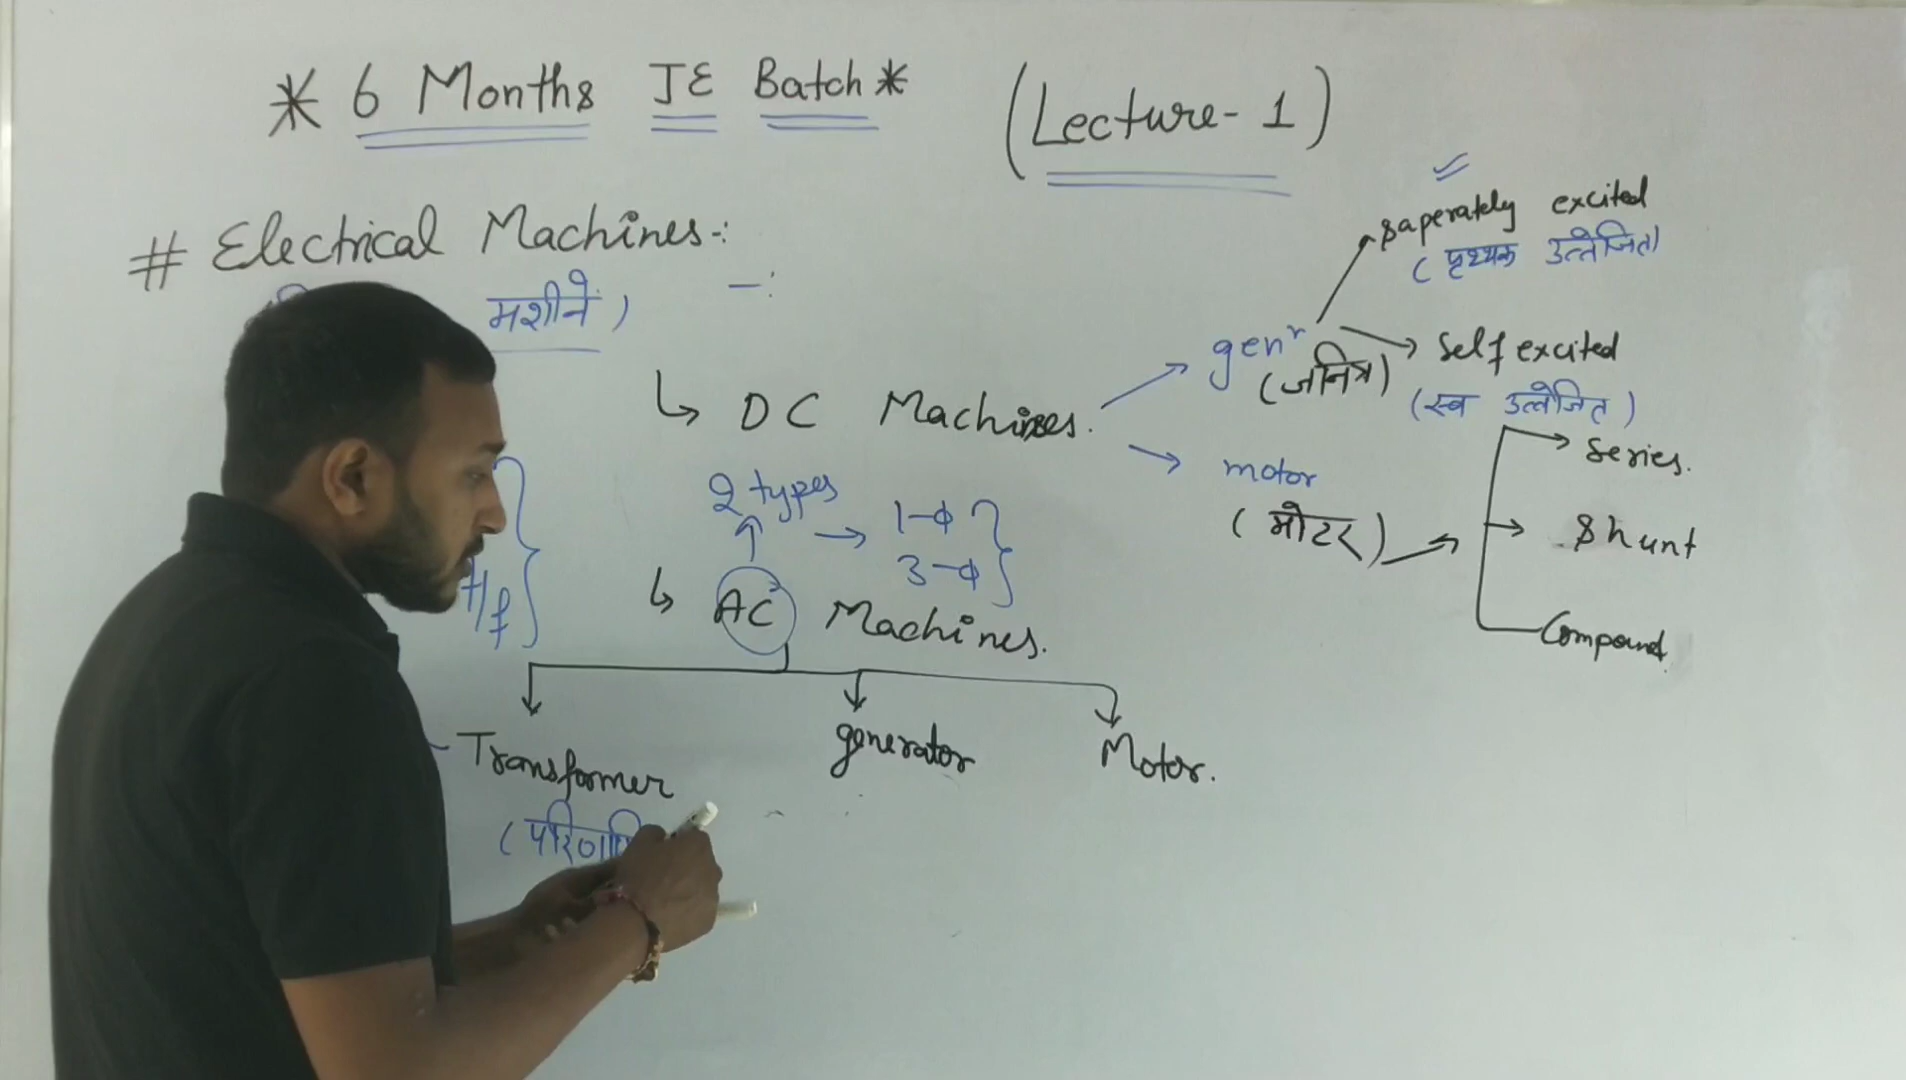 * 6 Months JE Batch * (Lecture-1)
# Electrical Machines-:
मशीने) -:
saperately excited
(पृथ्यक उत्तेजित)
genr
(जनित्र)
Self excited
(स्व उत्तेजित)
DC Machines.
motor
(मोटर)
Series.
Shunt
Compound
2 types
1-ϕ
3-ϕ
AC Machines.
Transformer
generator
Motor.